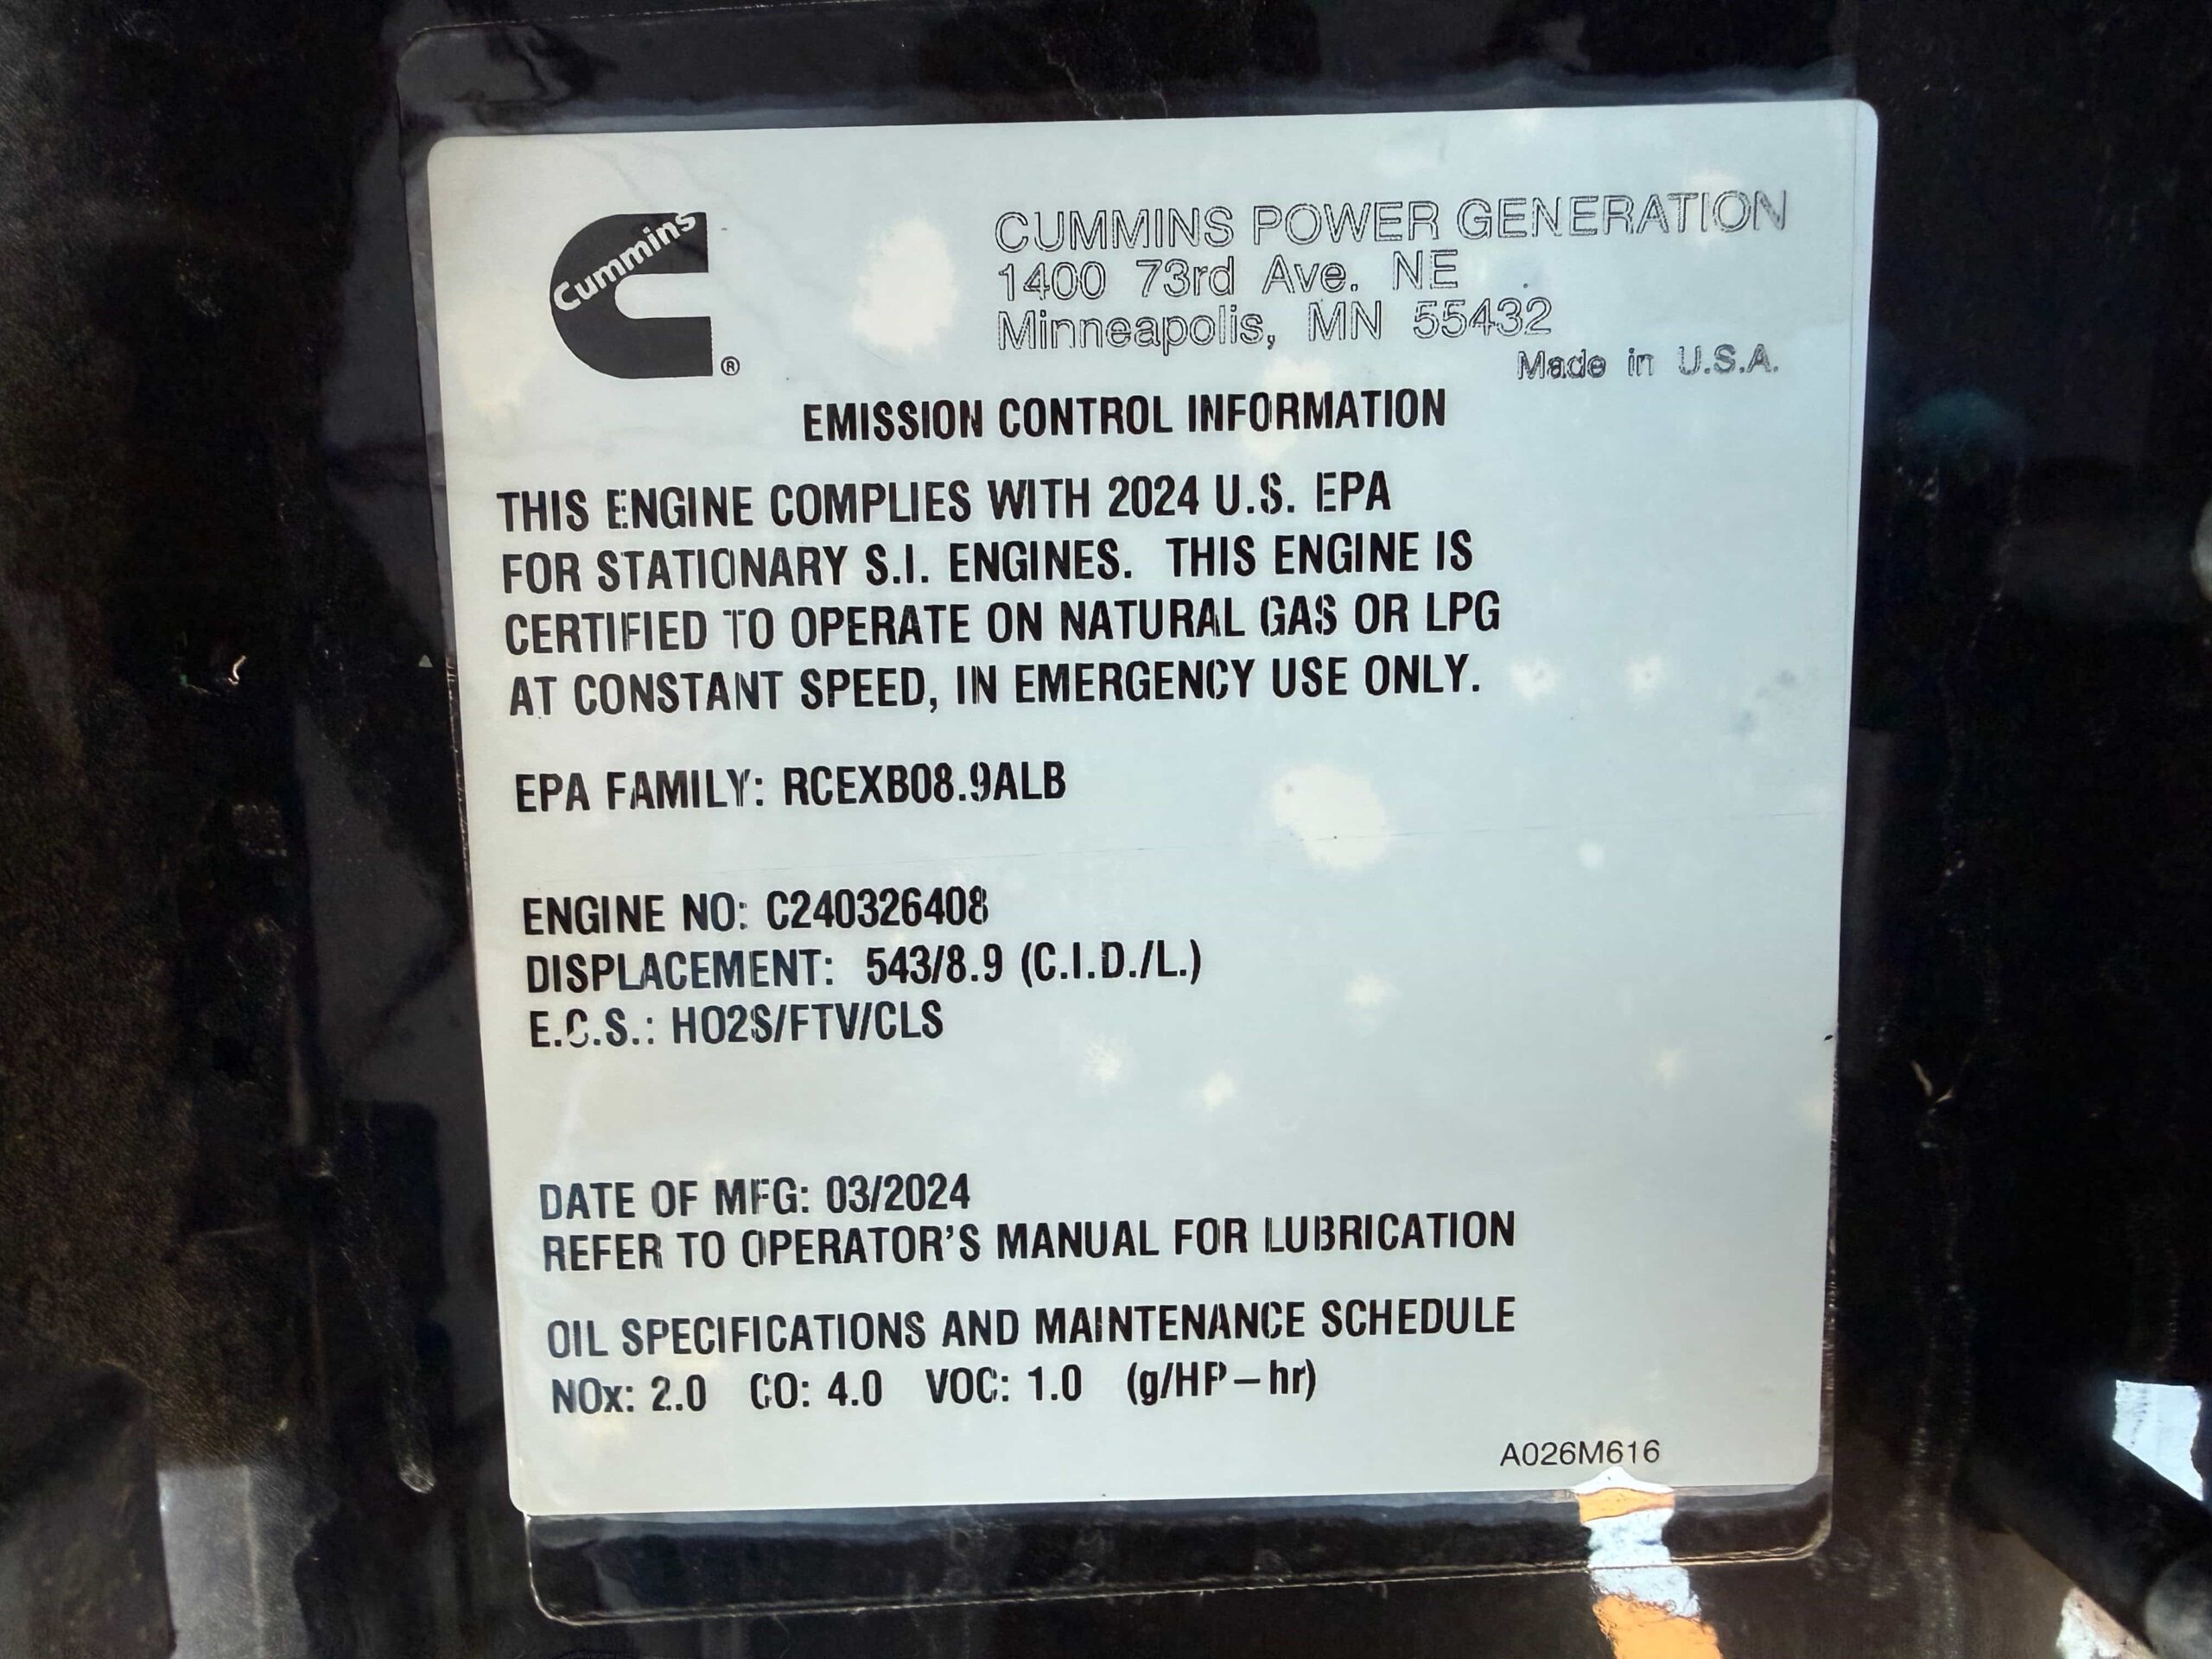 Cummins
®
CUMMINS POWER GENERATION
1400 73rd Ave. NE
Minneapolis, MN 55432
Made in U.S.A.
EMISSION CONTROL INFORMATION
THIS ENGINE COMPLIES WITH 2024 U.S. EPA
FOR STATIONARY S.I. ENGINES. THIS ENGINE IS
CERTIFIED TO OPERATE ON NATURAL GAS OR LPG
AT CONSTANT SPEED, IN EMERGENCY USE ONLY.
EPA FAMILY: RCEXB08.9ALB
ENGINE NO: C240326408
DISPLACEMENT: 543/8.9 (C.I.D./L.)
E.C.S.: HO2S/FTV/CLS
DATE OF MFG: 03/2024
REFER TO OPERATOR'S MANUAL FOR LUBRICATION
OIL SPECIFICATIONS AND MAINTENANCE SCHEDULE
NOx: 2.0 CO: 4.0 VOC: 1.0 (g/HP–hr)
A026M616